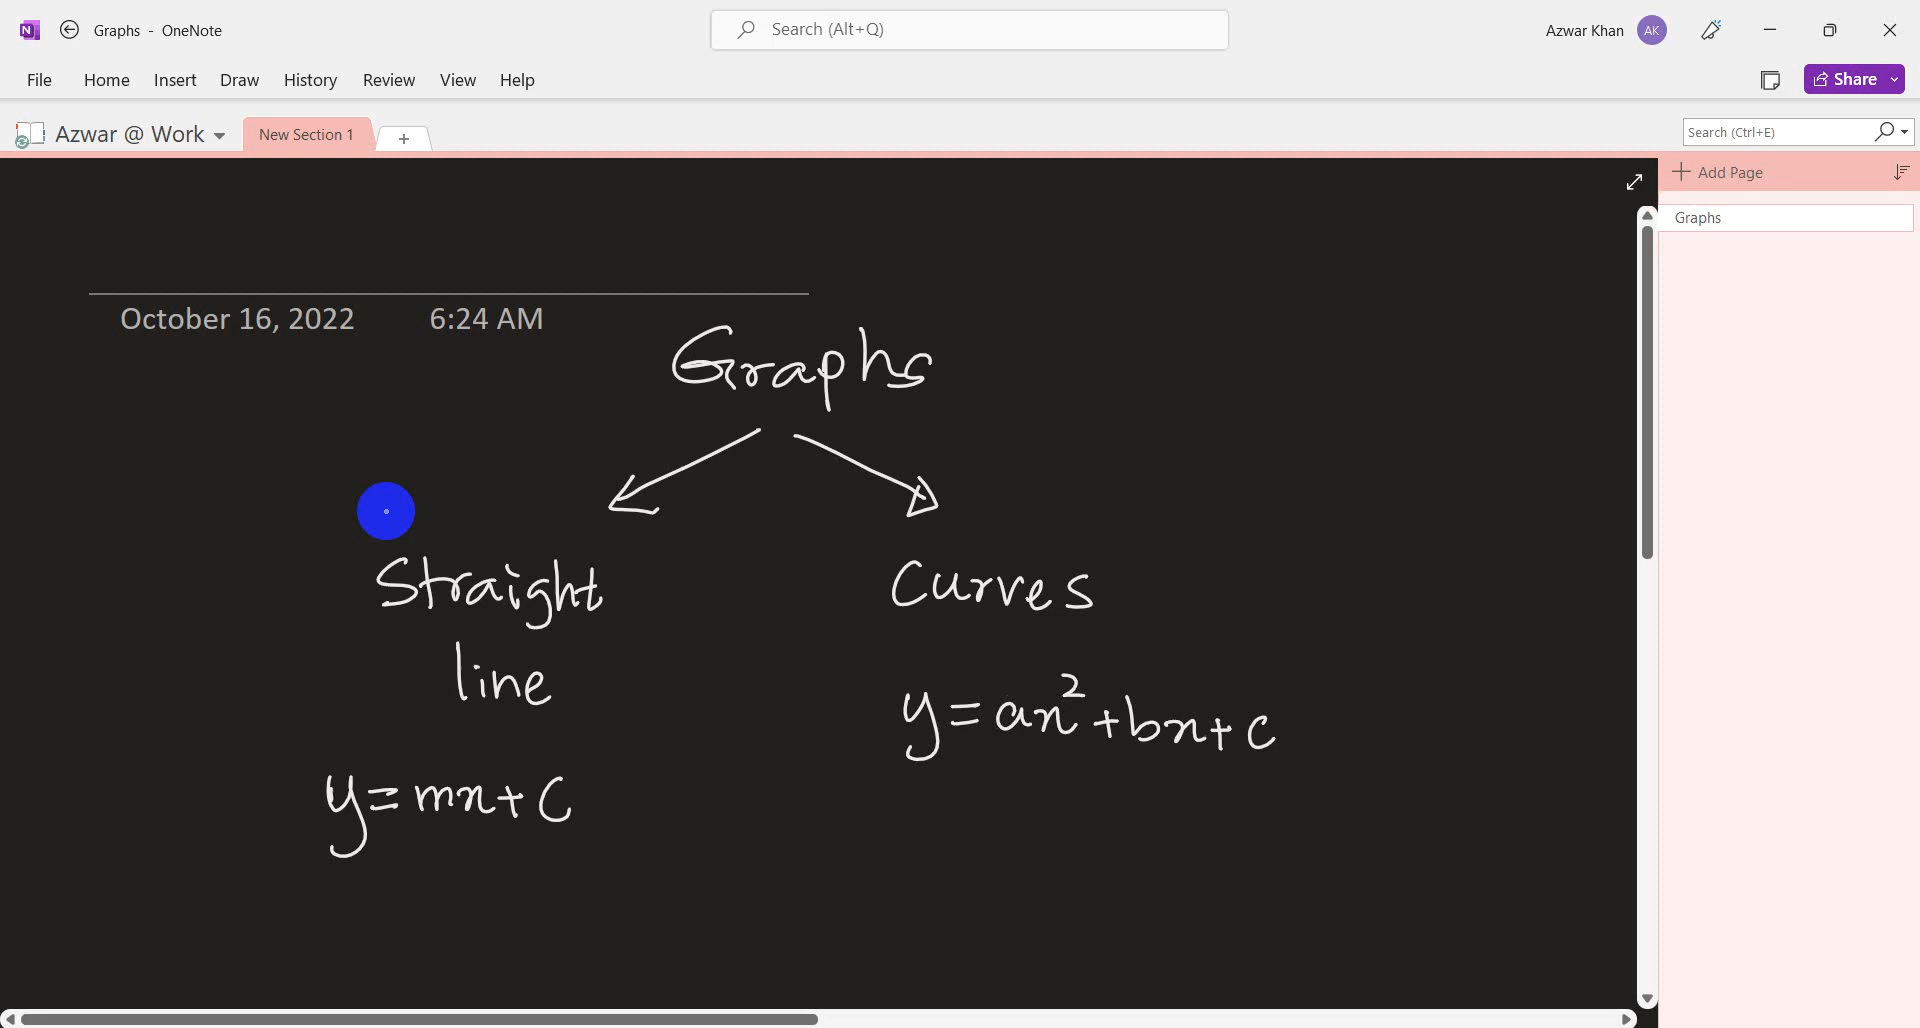 Graphs - OneNote
Search (Alt+Q)
Azwar Khan AK
File Home Insert Draw History Review View Help
Share
Azwar @ Work
New Section 1
+
Search (Ctrl+E)
Add Page
Graphs
October 16, 2022 6:24 AM
Graphs
Straight
line
y=mx+c
Curves
y=ax²+bx+c